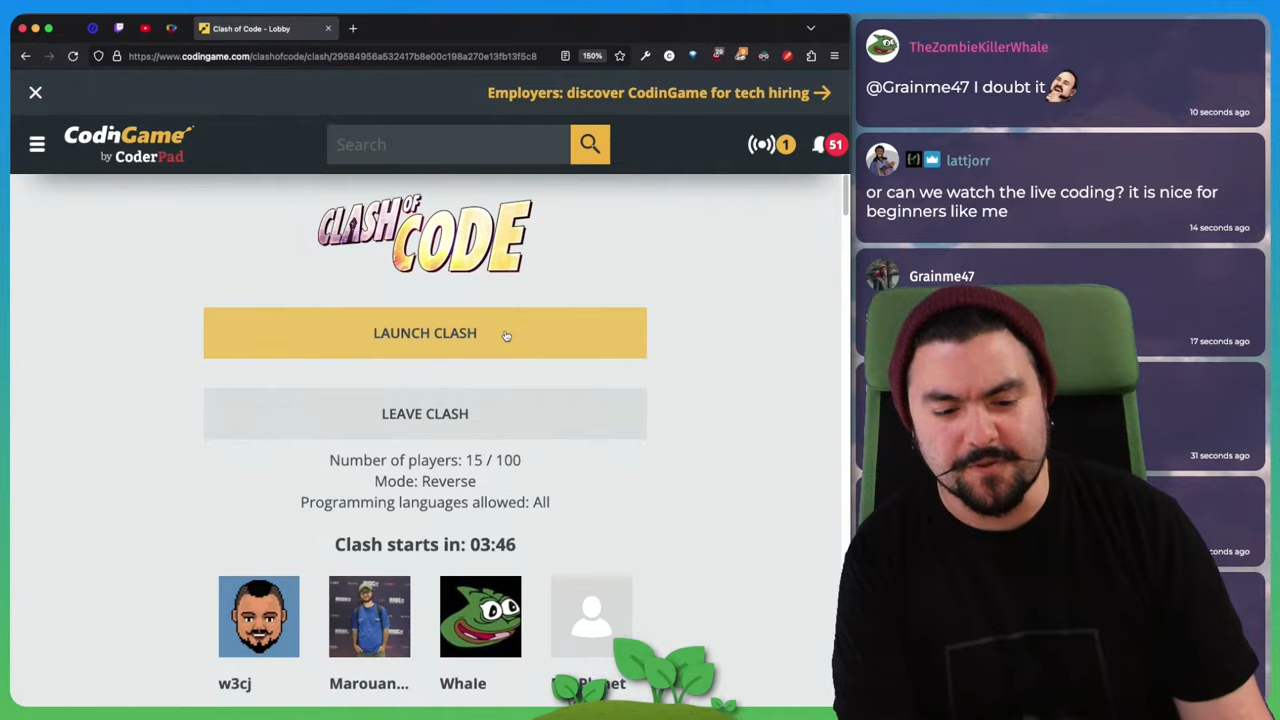 Clash of Code - Lobby
https://www.codingame.com/clashofcode/clash/29584956a532417b8e00c198a270e13fb13f5c8
150%
Employers: discover CodinGame for tech hiring
CodinGame
by CoderPad
Search
1
51
CLASH OF CODE
LAUNCH CLASH
LEAVE CLASH
Number of players: 15 / 100
Mode: Reverse
Programming languages allowed: All
Clash starts in: 03:46
w3cj
Marouan...
Whale
TheZombieKillerWhale
@Grainme47 I doubt it
10 seconds ago
lattjorr
or can we watch the live coding? it is nice for
beginners like me
14 seconds ago
Grainme47
17 seconds ago
31 seconds ago
seconds ago